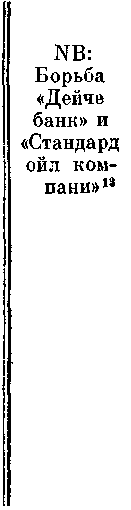 NB:
Борьба
«Дейче
банк» и
«Стандард
ойл ком-
пани»¹³